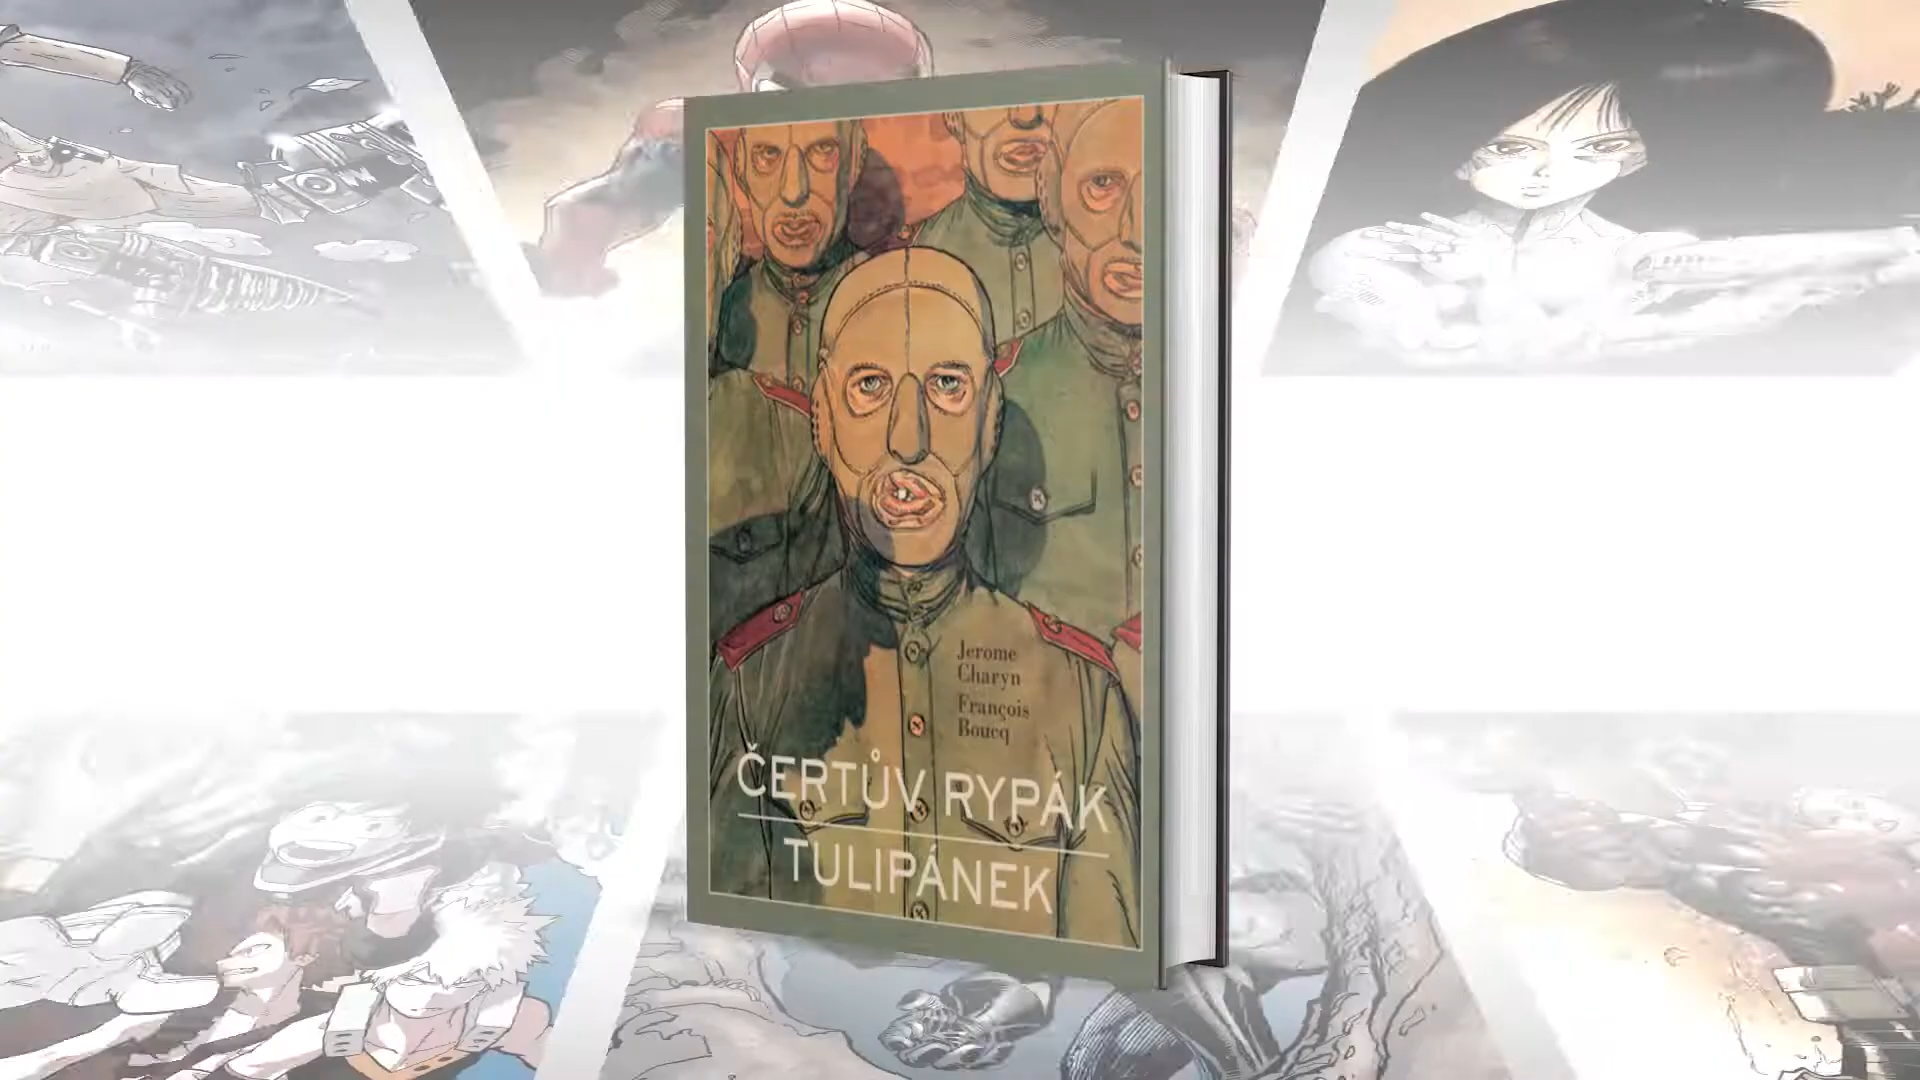 Jerome
Charyn
François
Boucq
ČERTŮV RYPÁK
TULIPÁNEK